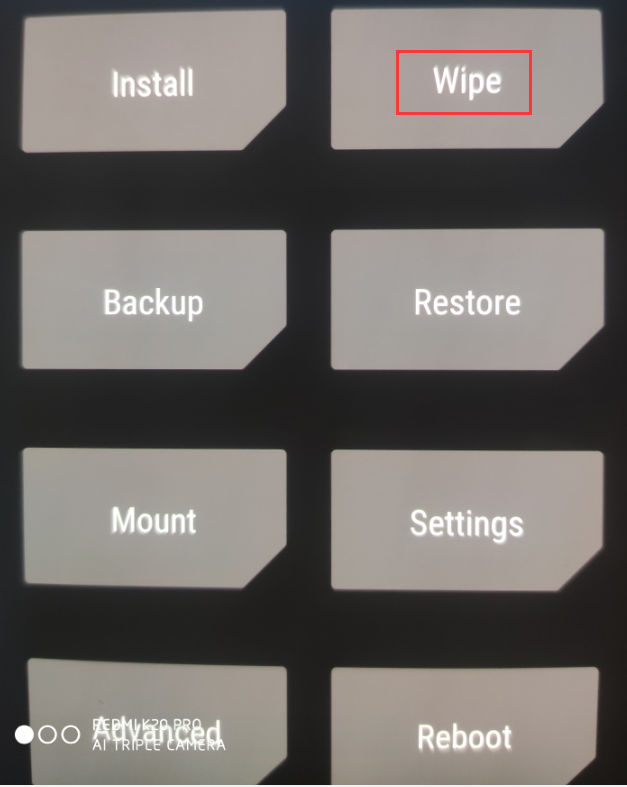 Install
Wipe
Backup
Restore
Mount
Settings
Advanced
Reboot
REDMI K20 PRO
AI TRIPLE CAMERA